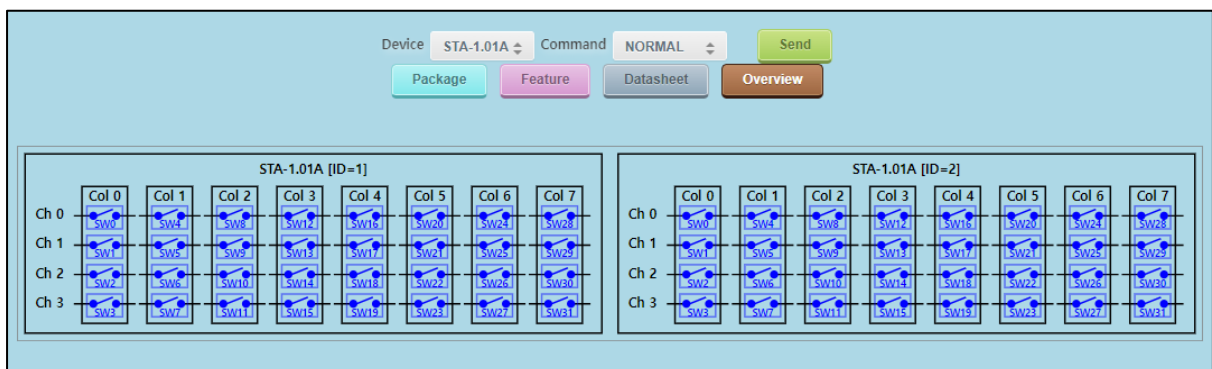 Device STA-1.01A Command NORMAL Send
Package Feature Datasheet Overview
STA-1.01A [ID=1]
Col 0 Col 1 Col 2 Col 3 Col 4 Col 5 Col 6 Col 7
Ch 0 SW0 SW4 SW8 SW12 SW16 SW20 SW24 SW28
Ch 1 SW1 SW5 SW9 SW13 SW17 SW21 SW25 SW29
Ch 2 SW2 SW6 SW10 SW14 SW18 SW22 SW26 SW30
Ch 3 SW3 SW7 SW11 SW15 SW19 SW23 SW27 SW31
STA-1.01A [ID=2]
Col 0 Col 1 Col 2 Col 3 Col 4 Col 5 Col 6 Col 7
Ch 0 SW0 SW4 SW8 SW12 SW16 SW20 SW24 SW28
Ch 1 SW1 SW5 SW9 SW13 SW17 SW21 SW25 SW29
Ch 2 SW2 SW6 SW10 SW14 SW18 SW22 SW26 SW30
Ch 3 SW3 SW7 SW11 SW15 SW19 SW23 SW27 SW31